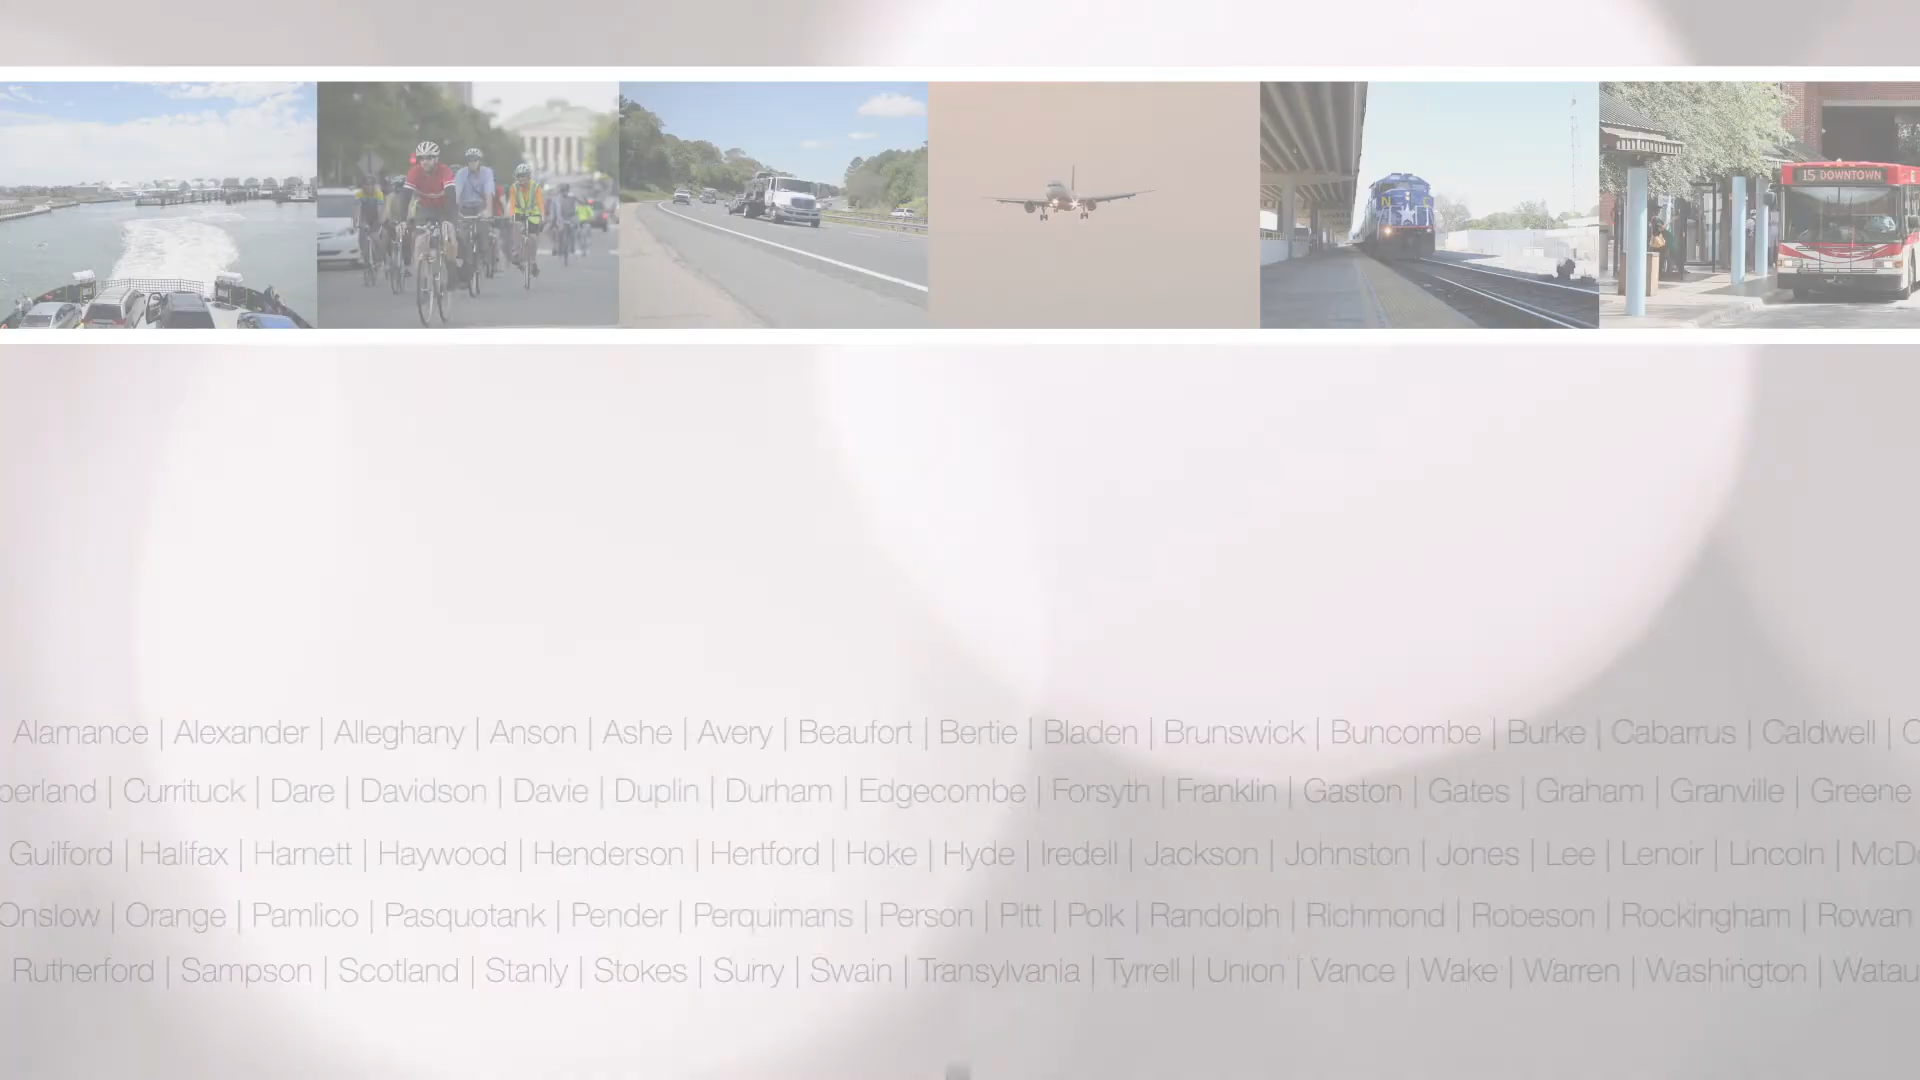 15 DOWNTOWN
N C
Alamance | Alexander | Alleghany | Anson | Ashe | Avery | Beaufort | Bertie | Bladen | Brunswick | Buncombe | Burke | Cabarrus | Caldwell | C
berland | Currituck | Dare | Davidson | Davie | Duplin | Durham | Edgecombe | Forsyth | Franklin | Gaston | Gates | Graham | Granville | Greene
Guilford | Halifax | Harnett | Haywood | Henderson | Hertford | Hoke | Hyde | Iredell | Jackson | Johnston | Jones | Lee | Lenoir | Lincoln | McD
Onslow | Orange | Pamlico | Pasquotank | Pender | Perquimans | Person | Pitt | Polk | Randolph | Richmond | Robeson | Rockingham | Rowan
Rutherford | Sampson | Scotland | Stanly | Stokes | Surry | Swain | Transylvania | Tyrrell | Union | Vance | Wake | Warren | Washington | Watau